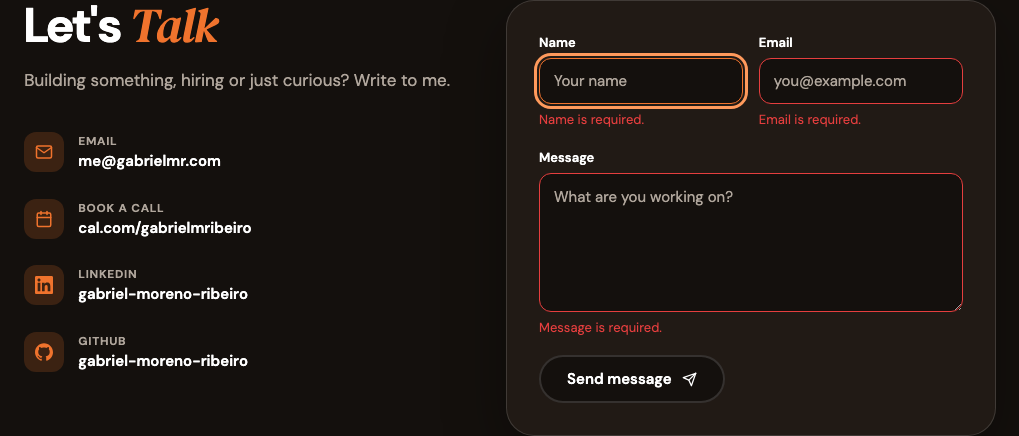 Let's Talk
Building something, hiring or just curious? Write to me.
EMAIL
me@gabrielmr.com
BOOK A CALL
cal.com/gabrielmribeiro
LINKEDIN
gabriel-moreno-ribeiro
GITHUB
gabriel-moreno-ribeiro
Name
Your name
Name is required.
Email
you@example.com
Email is required.
Message
What are you working on?
Message is required.
Send message